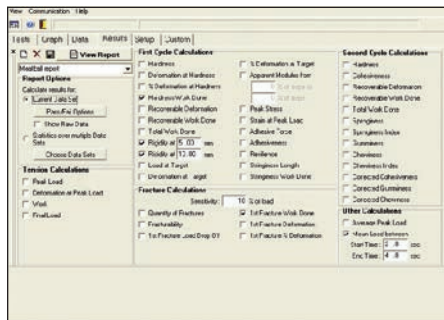 View Communication Help
Tests Graph Data Results Setup Custom
View Report
Meatball report
Report Options
Calculate results for:
Current Data Set
Pass/Fail Options
Show Raw Data
Statistics over multiple Data Sets
Choose Data Sets
Tension Calculations
Peak Load
Deformation at Peak Load
Work
Final Load
First Cycle Calculations
Hardness
Deformation at Hardness
% Deformation at Hardness
Hardness Work Done
Recoverable Deformation
Recoverable Work Done
Total Work Done
Rigidity at 5.00 sec
Rigidity at sec
Load at Target
Deformation at Target
% Deformation at Target
Apparent Modulus from
Peak Stress
Strain at Peak Load
Adhesive Force
Adhesiveness
Resilience
Stringiness Length
Stringiness Work Done
Fracture Calculations
Sensitivity: 10 % of load
Quantity of Fractures
Fracturability
1st Fracture Load Drop Off
1st Fracture Work Done
1st Fracture Deformation
1st Fracture % Deformation
Second Cycle Calculations
Hardness
Cohesiveness
Recoverable Deformation
Recoverable Work Done
Total Work Done
Springiness
Springiness Index
Gumminess
Chewiness
Chewiness Index
Corrected Cohesiveness
Corrected Gumminess
Corrected Chewiness
Other Calculations
Average Peak Load
Mean Load between
Start Time: sec
End Time: sec